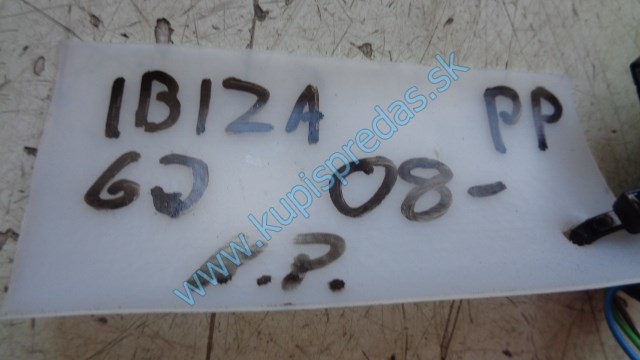 IBIZA PP
6J 08-
.P.
www.kupispredas.sk